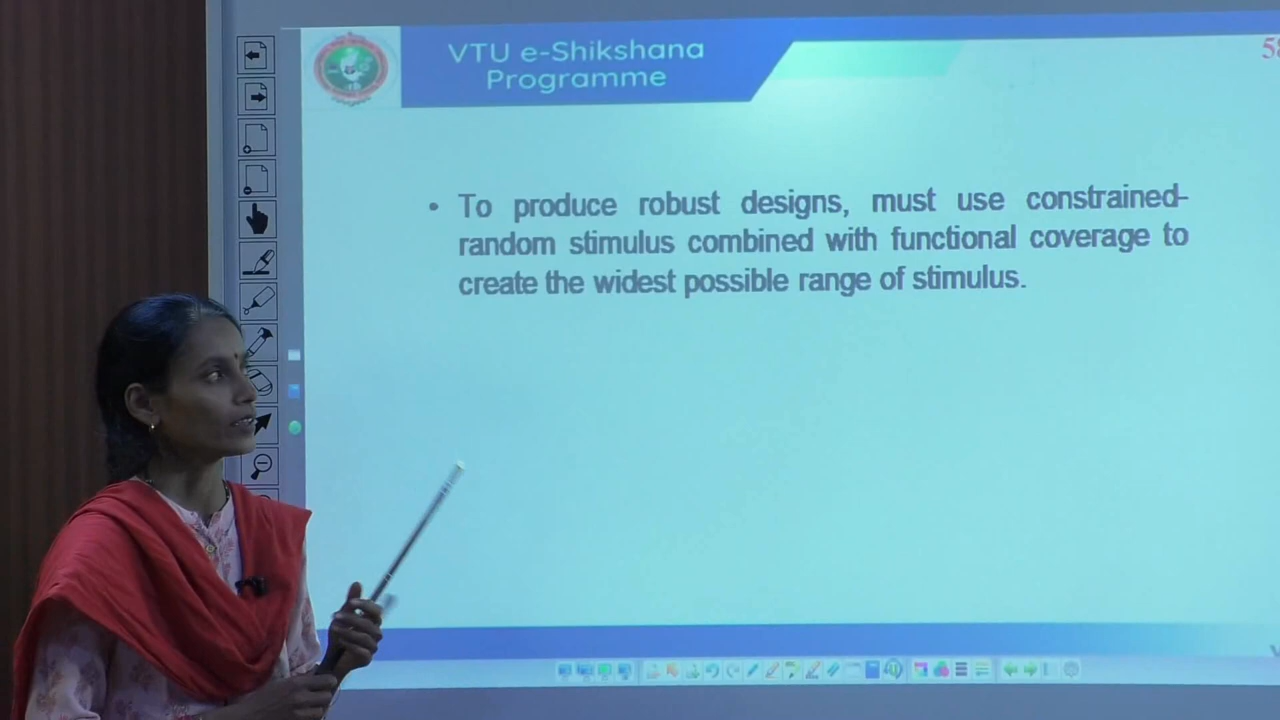 VTU e-Shikshana
Programme
• To produce robust designs, must use constrained-
random stimulus combined with functional coverage to
create the widest possible range of stimulus.